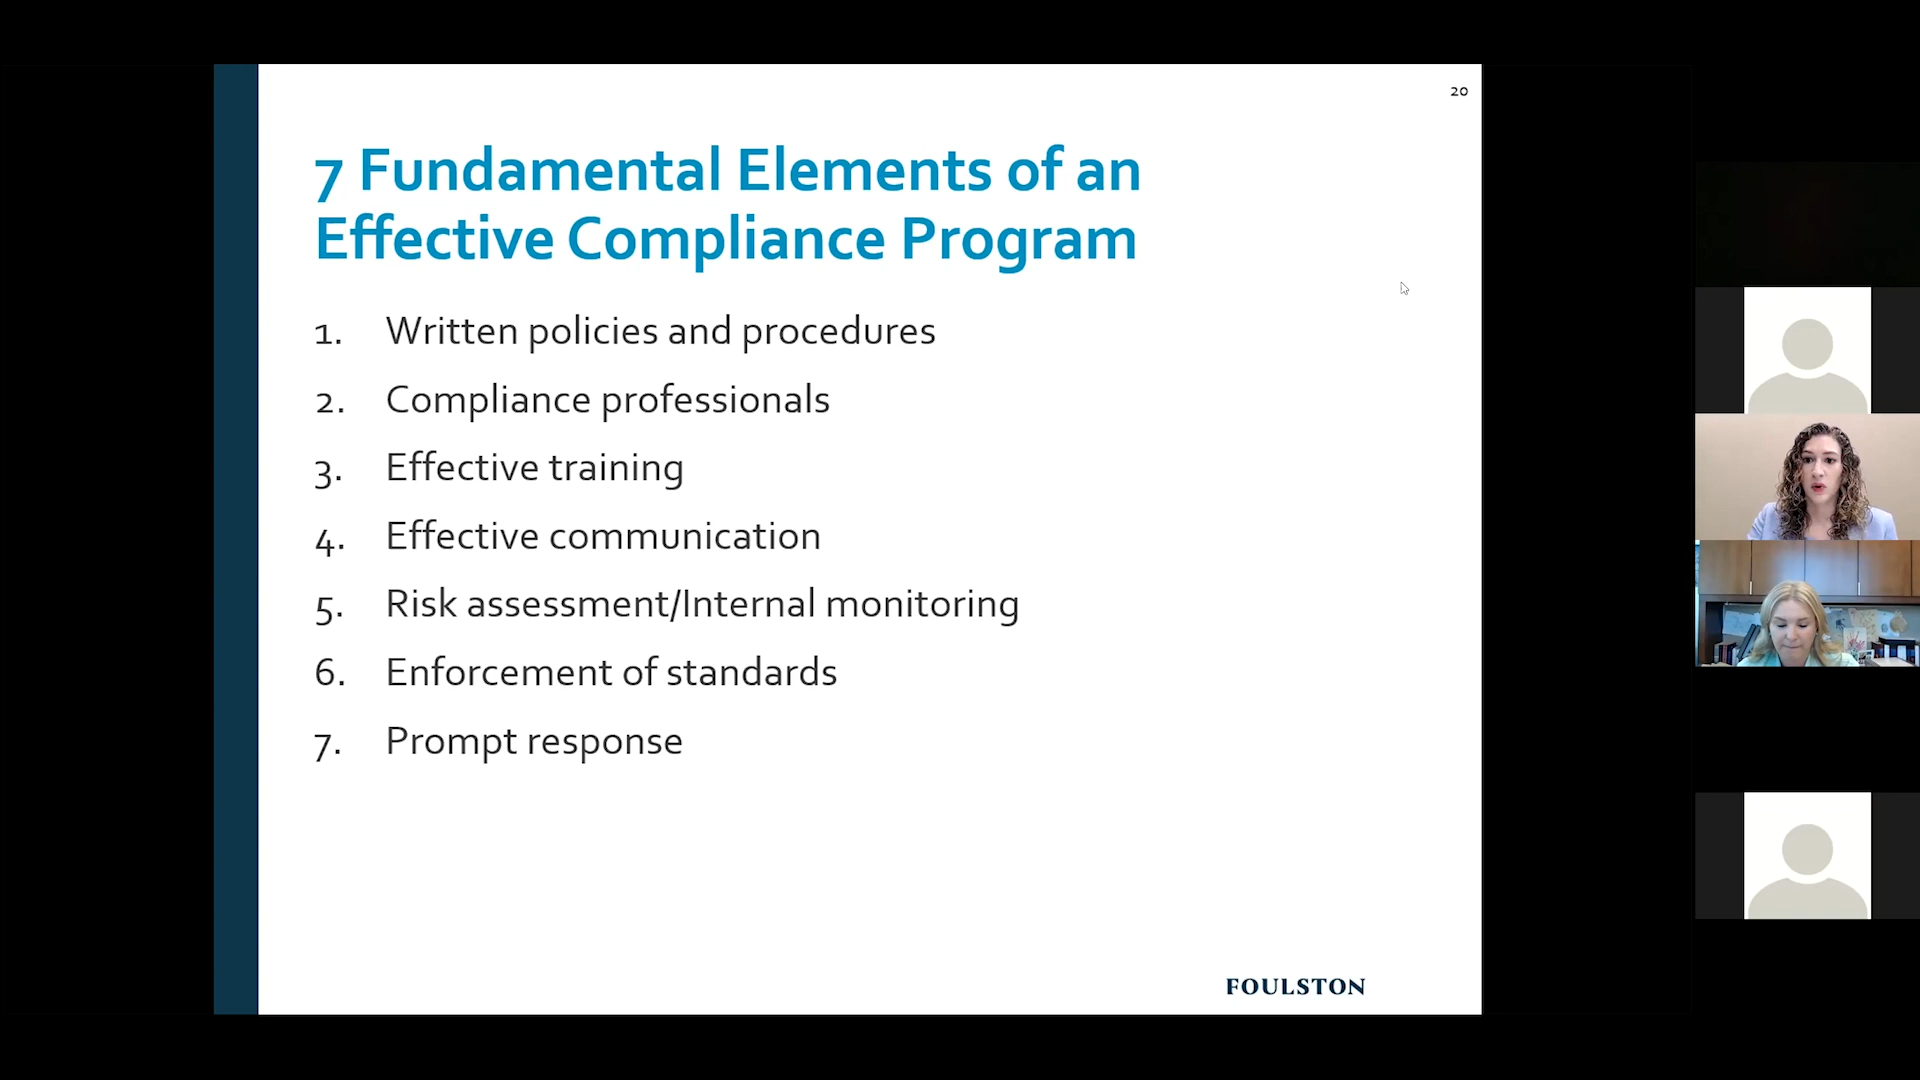 20
7 Fundamental Elements of an
Effective Compliance Program
1. Written policies and procedures
2. Compliance professionals
3. Effective training
4. Effective communication
5. Risk assessment/Internal monitoring
6. Enforcement of standards
7. Prompt response
FOULSTON